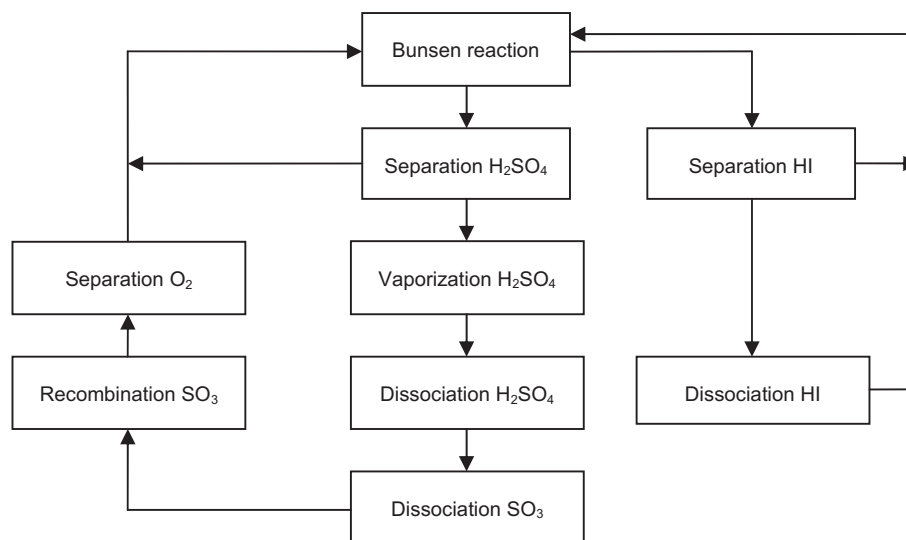 Bunsen reaction
Separation H₂SO₄
Separation HI
Separation O₂
Vaporization H₂SO₄
Recombination SO₃
Dissociation H₂SO₄
Dissociation HI
Dissociation SO₃